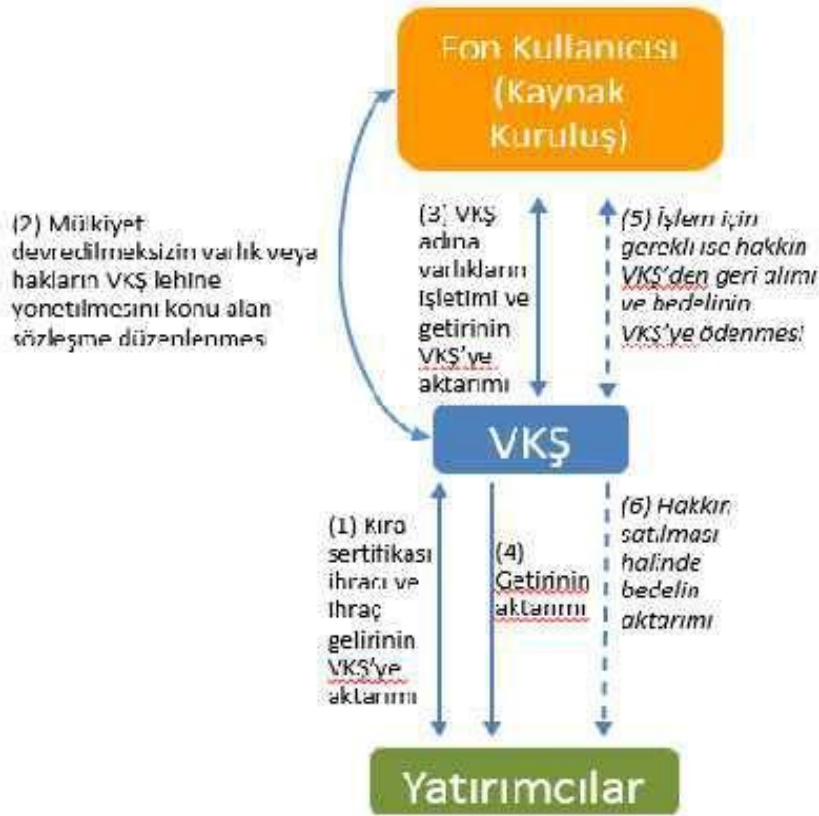 Fon Kullanıcısı
(Kaynak
Kuruluş)
(2) Mülkiyet
devredilmeksizin varlık veya
hakların VKŞ lehine
yönetilmesini konu alan
sözleşme düzenlenmesi
(3) VKŞ
adına
varlıkların
işletimi ve
getirinin
VKŞ'ye
aktarımı
(5) İşlem için
gerekli ise hakkın
VKŞ'den geri alımı
ve bedelinin
VKŞ'ye ödenmesi
VKŞ
(1) Kira
sertifikası
ihracı ve
ihraç
gelirinin
VKŞ'ye
aktarımı
(4)
Getirinin
aktarımı
(6) Hakkın
satılması
halinde
bedelin
aktarımı
Yatırımcılar